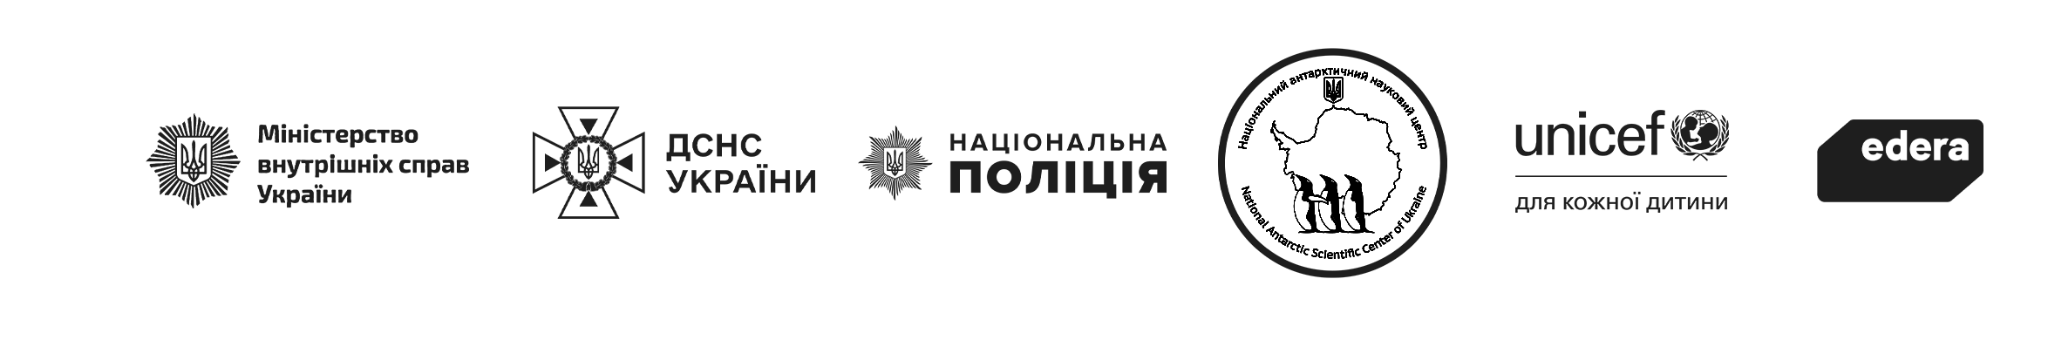 Міністерство
внутрішніх справ
України
ДСНС
УКРАЇНИ
НАЦІОНАЛЬНА
ПОЛІЦІЯ
Національний антарктичний науковий центр
National Antarctic Scientific Center of Ukraine
unicef
для кожної дитини
edera